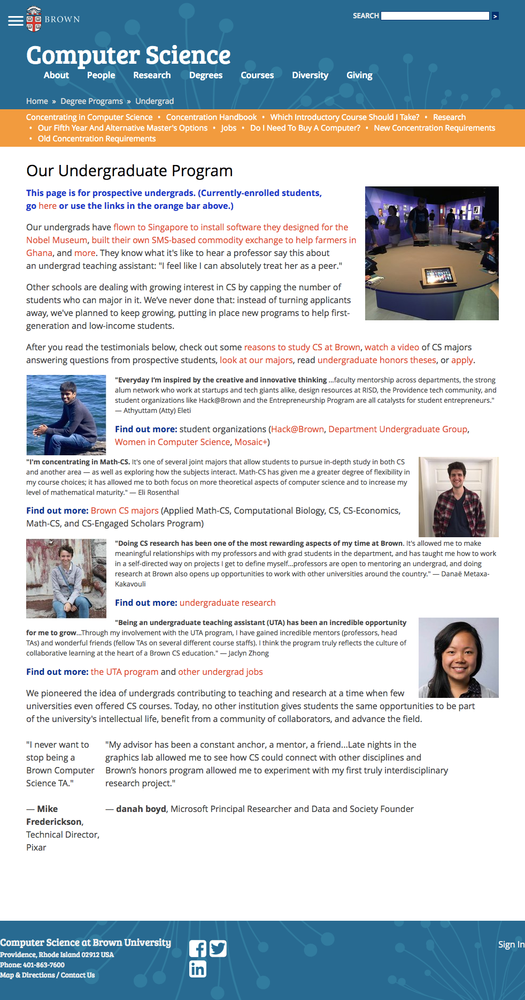 BROWN
SEARCH
>
Computer Science
About People Research Degrees Courses Diversity Giving
Home » Degree Programs » Undergrad
Concentrating in Computer Science • Concentration Handbook • Which Introductory Course Should I Take? • Research
• Our Fifth Year And Alternative Master's Options • Jobs • Do I Need To Buy A Computer? • New Concentration Requirements
• Old Concentration Requirements
Our Undergraduate Program
This page is for prospective undergrads. (Currently-enrolled students,
go here or use the links in the orange bar above.)
Our undergrads have flown to Singapore to install software they designed for the
Nobel Museum, built their own SMS-based commodity exchange to help farmers in
Ghana, and more. They know what it's like to hear a professor say this about
an undergrad teaching assistant: "I feel like I can absolutely treat her as a peer."
Other schools are dealing with growing interest in CS by capping the number of
students who can major in it. We’ve never done that: instead of turning applicants
away, we've planned to keep growing, putting in place new programs to help first-
generation and low-income students.
After you read the testimonials below, check out some reasons to study CS at Brown, watch a video of CS majors
answering questions from prospective students, look at our majors, read undergraduate honors theses, or apply.
"Everyday I’m inspired by the creative and innovative thinking ...faculty mentorship across departments, the strong
alum network who work at startups and tech giants alike, design resources at RISD, the Providence tech community, and
student organizations like Hack@Brown and the Entrepreneurship Program are all catalysts for student entrepreneurs."
— Athyuttam (Atty) Eleti
Find out more: student organizations (Hack@Brown, Department Undergraduate Group,
Women in Computer Science, Mosaic+)
"I'm concentrating in Math-CS. It's one of several joint majors that allow students to pursue in-depth study in both CS
and another area — as well as exploring how the subjects interact. Math-CS has given me a greater degree of flexibility in
my course choices; it has allowed me to both focus on more theoretical aspects of computer science and to increase my
level of mathematical maturity." — Eli Rosenthal
Find out more: Brown CS majors (Applied Math-CS, Computational Biology, CS, CS-Economics,
Math-CS, and CS-Engaged Scholars Program)
"Doing CS research has been one of the most rewarding aspects of my time at Brown. It's allowed me to make
meaningful relationships with my professors and with grad students in the department, and has taught me how to work
in a self-directed way on projects I get to define myself...professors are open to mentoring an undergrad, and doing
research at Brown also opens up opportunities to work with other universities around the country." — Danaë Metaxa-
Kakavouli
Find out more: undergraduate research
"Being an undergraduate teaching assistant (UTA) has been an incredible opportunity
for me to grow...Through my involvement with the UTA program, I have gained incredible mentors (professors, head
TAs) and wonderful friends (fellow TAs on several different course staffs). I think the program truly reflects the culture of
collaborative learning at the heart of a Brown CS education." — Jaclyn Zhong
Find out more: the UTA program and other undergrad jobs
We pioneered the idea of undergrads contributing to teaching and research at a time when few
universities even offered CS courses. Today, no other institution gives students the same opportunities to be part
of the university's intellectual life, benefit from a community of collaborators, and advance the field.
"I never want to
stop being a
Brown Computer
Science TA."
— Mike
Frederickson,
Technical Director,
Pixar
"My advisor has been a constant anchor, a mentor, a friend...Late nights in the
graphics lab allowed me to see how CS could connect with other disciplines and
Brown’s honors program allowed me to experiment with my first truly interdisciplinary
research project."
— danah boyd, Microsoft Principal Researcher and Data and Society Founder
Computer Science at Brown University
Providence, Rhode Island 02912 USA
Phone: 401-863-7600
Map & Directions / Contact Us
Sign In